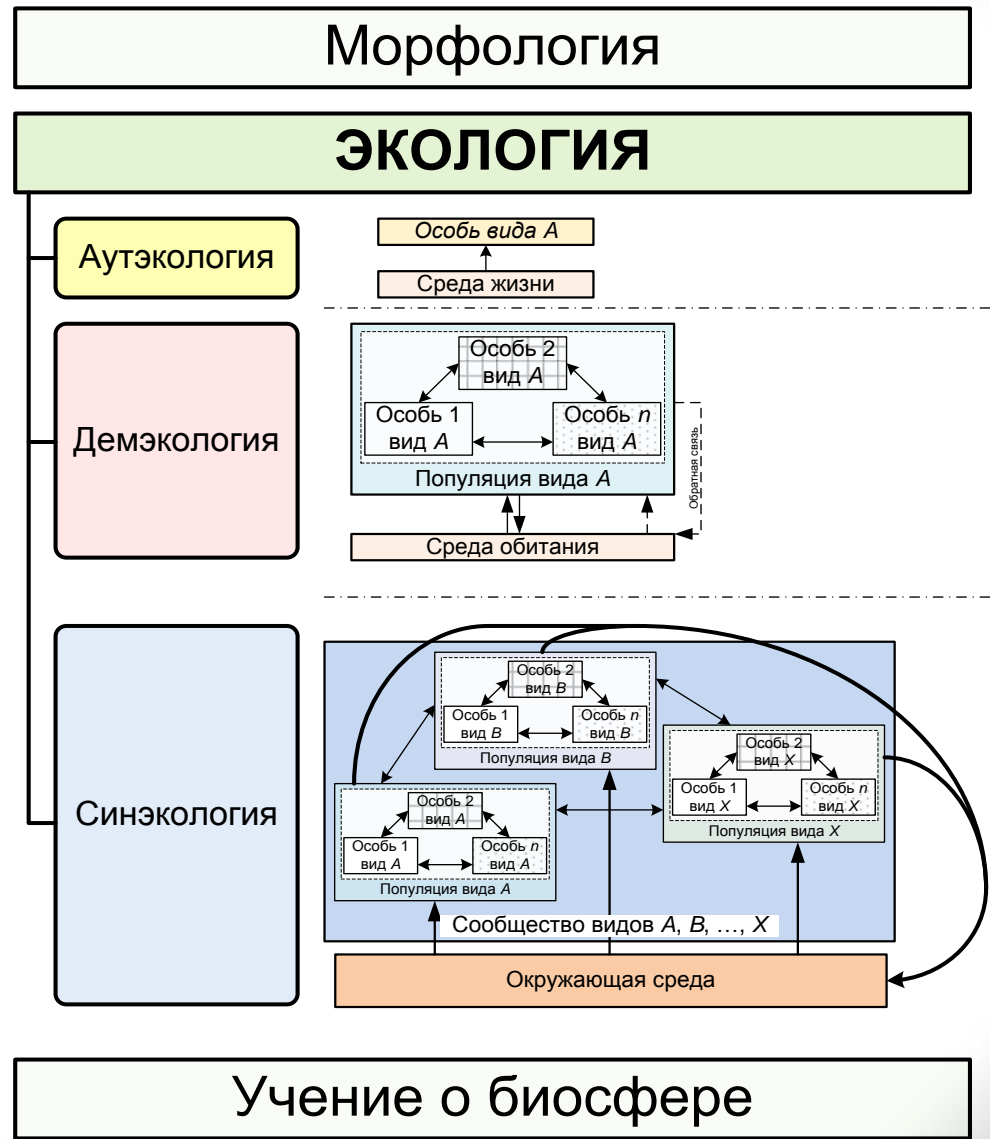 Морфология
ЭКОЛОГИЯ
Аутэкология
Особь вида А
Среда жизни
Демэкология
Особь 2
вид А
Особь 1
вид А
Особь n
вид А
Популяция вида А
Обратная связь
Среда обитания
Синэкология
Особь 2
вид B
Особь 1
вид B
Особь n
вид B
Популяция вида B
Особь 2
вид X
Особь 1
вид X
Особь n
вид X
Популяция вида X
Особь 2
вид А
Особь 1
вид А
Особь n
вид А
Популяция вида А
Сообщество видов А, B, …, X
Окружающая среда
Учение о биосфере